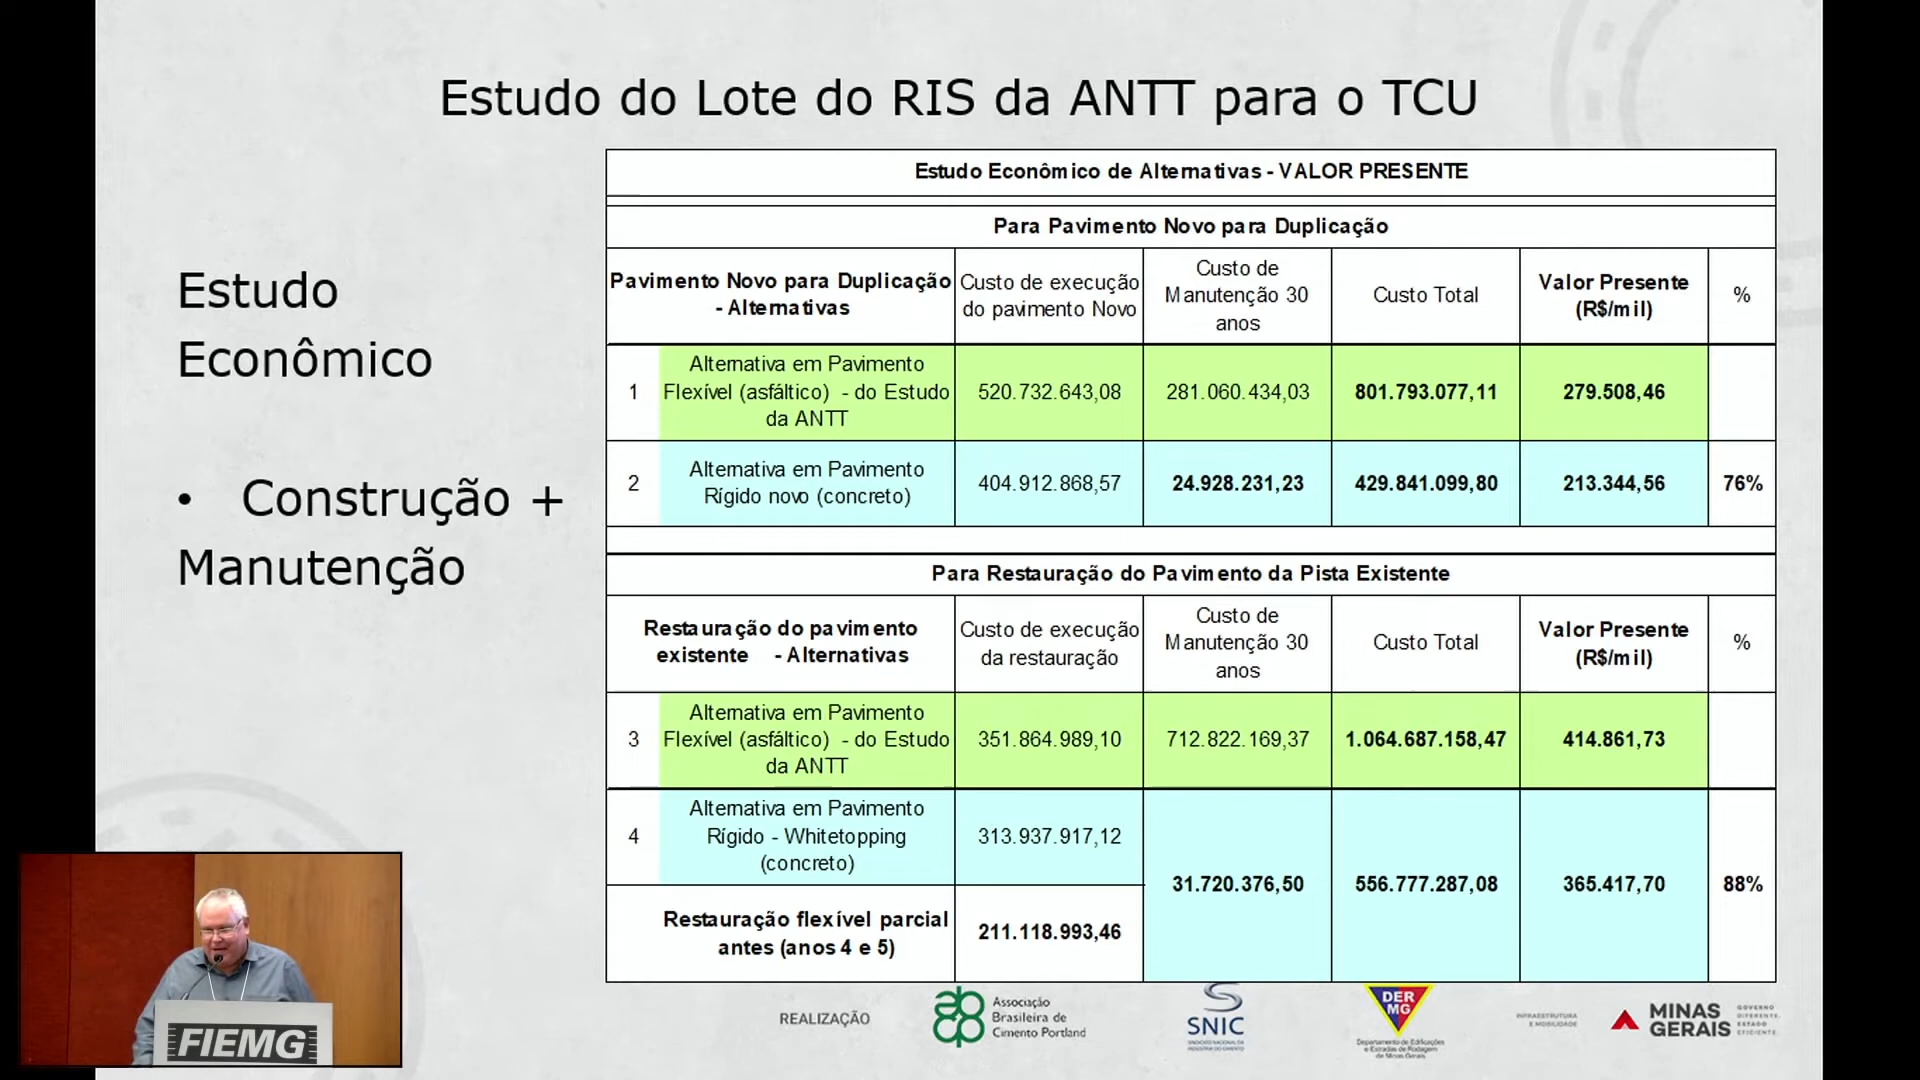 Estudo do Lote do RIS da ANTT para o TCU
Estudo
Econômico
• Construção +
Manutenção
Estudo Econômico de Alternativas - VALOR PRESENTE
Para Pavimento Novo para Duplicação
Pavimento Novo para Duplicação
- Alternativas
Custo de execução
do pavimento Novo
Custo de
Manutenção 30
anos
Custo Total
Valor Presente
(R$/mil)
%
1
Alternativa em Pavimento
Flexível (asfáltico) - do Estudo
da ANTT
520.732.643,08
281.060.434,03
801.793.077,11
279.508,46
2
Alternativa em Pavimento
Rígido novo (concreto)
404.912.868,57
24.928.231,23
429.841.099,80
213.344,56
76%
Para Restauração do Pavimento da Pista Existente
Restauração do pavimento
existente - Alternativas
Custo de execução
da restauração
Custo de
Manutenção 30
anos
Custo Total
Valor Presente
(R$/mil)
%
3
Alternativa em Pavimento
Flexível (asfáltico) - do Estudo
da ANTT
351.864.989,10
712.822.169,37
1.064.687.158,47
414.861,73
4
Alternativa em Pavimento
Rígido - Whitetopping
(concreto)
313.937.917,12
31.720.376,50
556.777.287,08
365.417,70
88%
Restauração flexível parcial
antes (anos 4 e 5)
211.118.993,46
FIEMG
REALIZAÇÃO
Associação
Brasileira de
Cimento Portland
SNIC
SINDICATO NACIONAL DA
INDÚSTRIA DO CIMENTO
DER
MG
Departamento de Edificações
e Estradas de Rodagem
de Minas Gerais
INFRAESTRUTURA
E MOBILIDADE
MINAS
GERAIS
GOVERNO
DIFERENTE.
ESTADO
EFICIENTE.